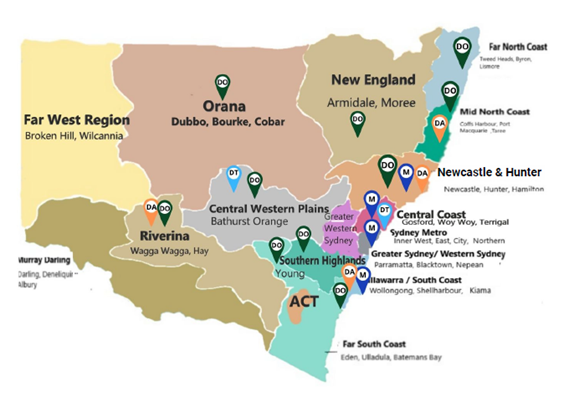 DO
Far North Coast
Tweed Heads, Byron,
Lismore
DO
New England
Armidale, Moree
DO
DO
Orana
Dubbo, Bourke, Cobar
Far West Region
Broken Hill, Wilcannia
Mid North Coast
Coffs Harbour, Port
Macquarie ,Taree
DA
DO
M
DA
Newcastle & Hunter
Newcastle, Hunter, Hamilton
DT
DO
Central Western Plains
Bathurst Orange
DA
DO
Riverina
Wagga Wagga, Hay
Greater
Western
Sydney
M
DT
M
Central Coast
Gosford, Woy Woy, Terrigal
Sydney Metro
Inner West, East, City, Northern
Greater Sydney/ Western Sydney
Parramatta, Blacktown, Nepean
Murray Darling
Darling, Denelique -
Albury
DO
DO
Southern Highlands
Young
DA
M
DO
llawarra / South Coast
Wollongong, Shellharbour, Kiama
ACT
Far South Coast
Eden, Ulladula, Batemans Bay